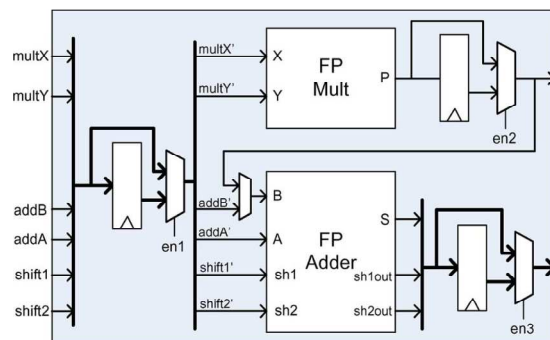 multX
multX'
X
FP
Mult
P
multY
multY'
Y
en2
addB
addB'
B
FP
Adder
S
addA
addA'
A
en1
shift1
shift1'
sh1
sh1out
shift2
shift2'
sh2
sh2out
en3